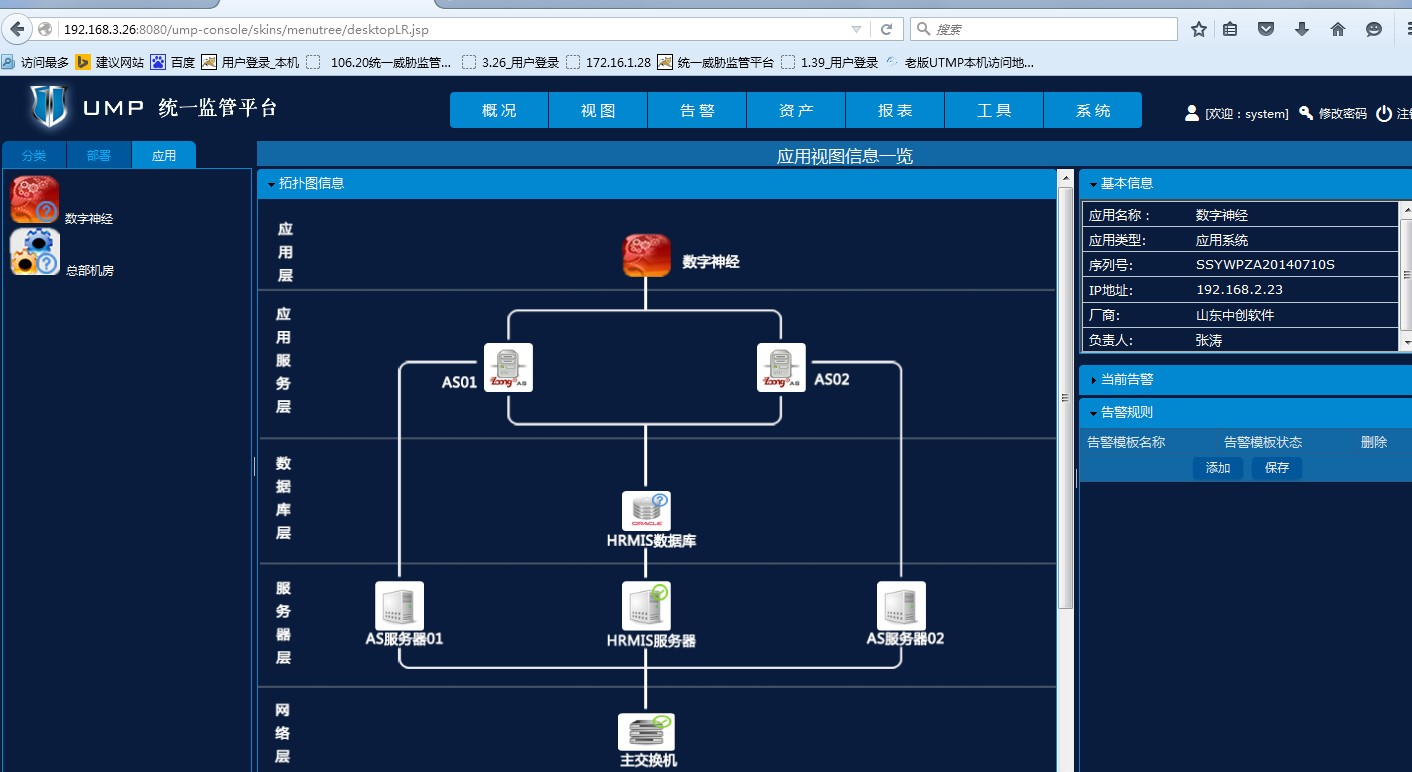 192.168.3.26:8080/ump-console/skins/menutree/desktopLR.jsp
搜索
访问最多 建议网站 百度 用户登录_本机 106.20统一威胁监管... 3.26_用户登录 172.16.1.28 统一威胁监管平台 1.39_用户登录 老版UTMP本机访问地...
UMP 统一监管平台
概况 视图 告警 资产 报表 工具 系统
[欢迎：system] 修改密码
分类 部署 应用
应用视图信息一览
数字神经
总部机房
拓扑图信息
应用层
数字神经
应用服务层
AS01
Loong AS
Loong AS
AS02
数据库层
ORACLE
HRMIS数据库
服务器层
AS服务器01
HRMIS服务器
AS服务器02
网络层
主交换机
基本信息
应用名称： 数字神经
应用类型: 应用系统
序列号: SSYWPZA20140710S
IP地址: 192.168.2.23
厂商: 山东中创软件
负责人: 张涛
当前告警
告警规则
告警模板名称 告警模板状态 删除
添加 保存